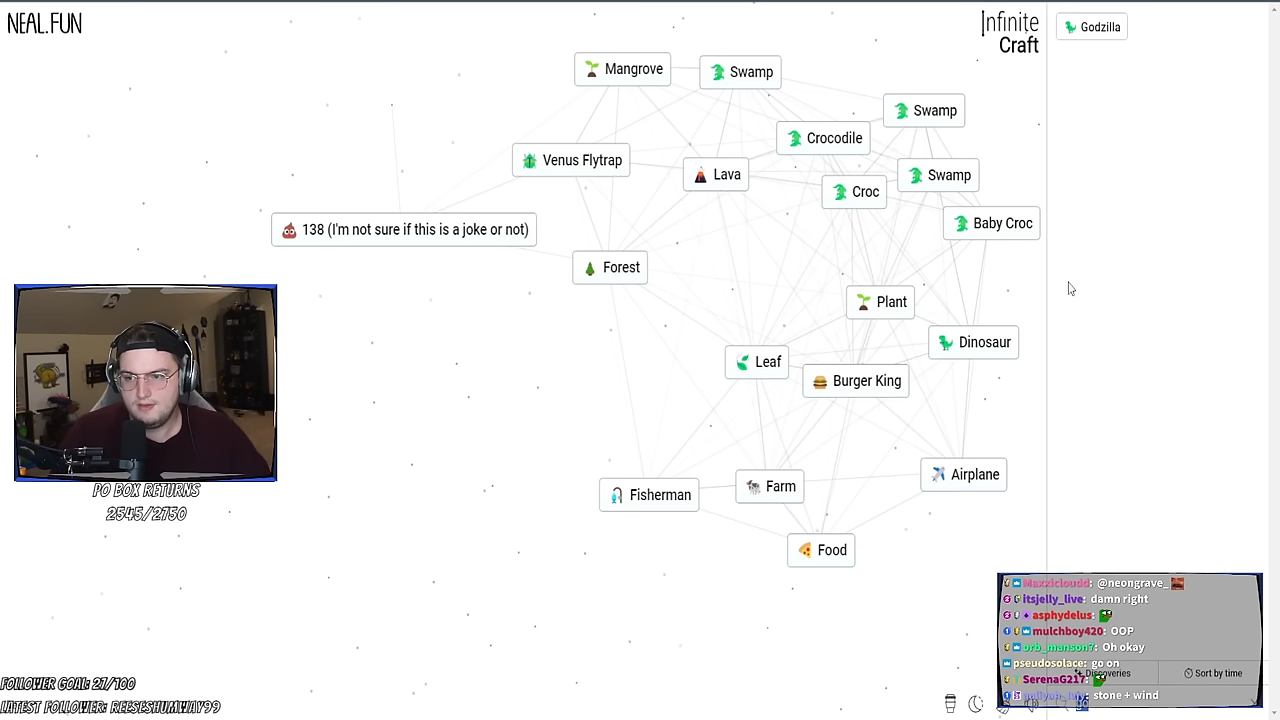 NEAL.FUN
Infinite
Craft
Godzilla
Mangrove
Swamp
Swamp
Crocodile
Venus Flytrap
Lava
Swamp
Croc
Baby Croc
138 (I'm not sure if this is a joke or not)
Forest
Plant
Dinosaur
Leaf
Burger King
Airplane
Farm
Fisherman
Food
PO BOX RETURNS
2545/2750
FOLLOWER GOAL: 27/100
LATEST FOLLOWER: REESESHUMWAY99
Maxxicloudd: @neongrave_
itsjelly_live: damn right
asphydelus:
mulchboy420: OOP
orb_manson7: Oh okay
pseudosolace: go on
SerenaG217:
stone + wind
Discoveries
Sort by time